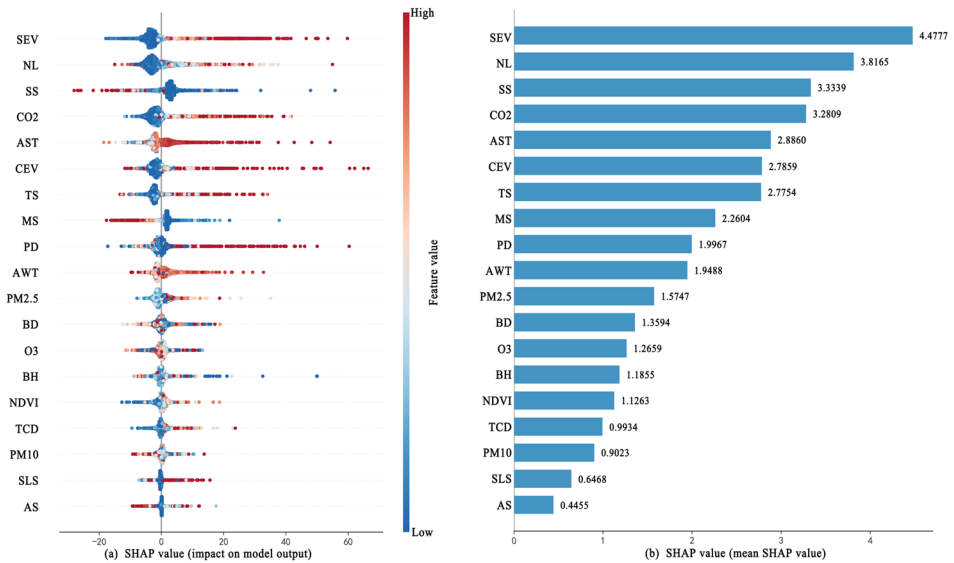 High
SEV
NL
SS
CO2
AST
CEV
TS
MS
PD
AWT
PM2.5
BD
O3
BH
NDVI
TCD
PM10
SLS
AS
Feature value
Low
−20 0 20 40 60
(a) SHAP value (impact on model output)
SEV 4.4777
NL 3.8165
SS 3.3339
CO2 3.2809
AST 2.8860
CEV 2.7859
TS 2.7754
MS 2.2604
PD 1.9967
AWT 1.9488
PM2.5 1.5747
BD 1.3594
O3 1.2659
BH 1.1855
NDVI 1.1263
TCD 0.9934
PM10 0.9023
SLS 0.6468
AS 0.4455
0 1 2 3 4
(b) SHAP value (mean SHAP value)